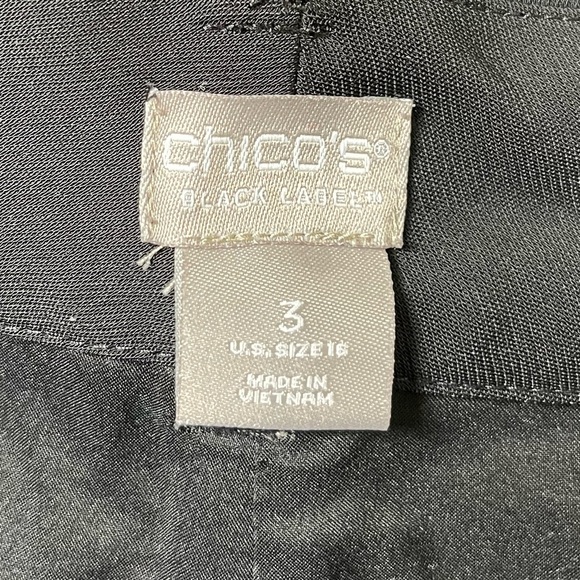 chico's®
BLACK LABEL™
3
U.S. SIZE 16
MADE IN
VIETNAM